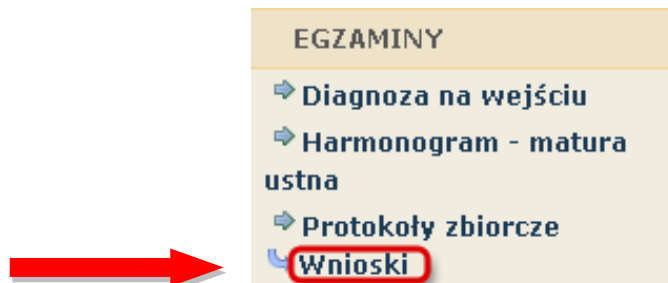 EGZAMINY
Diagnoza na wejściu
Harmonogram - matura
ustna
Protokoły zbiorcze
Wnioski